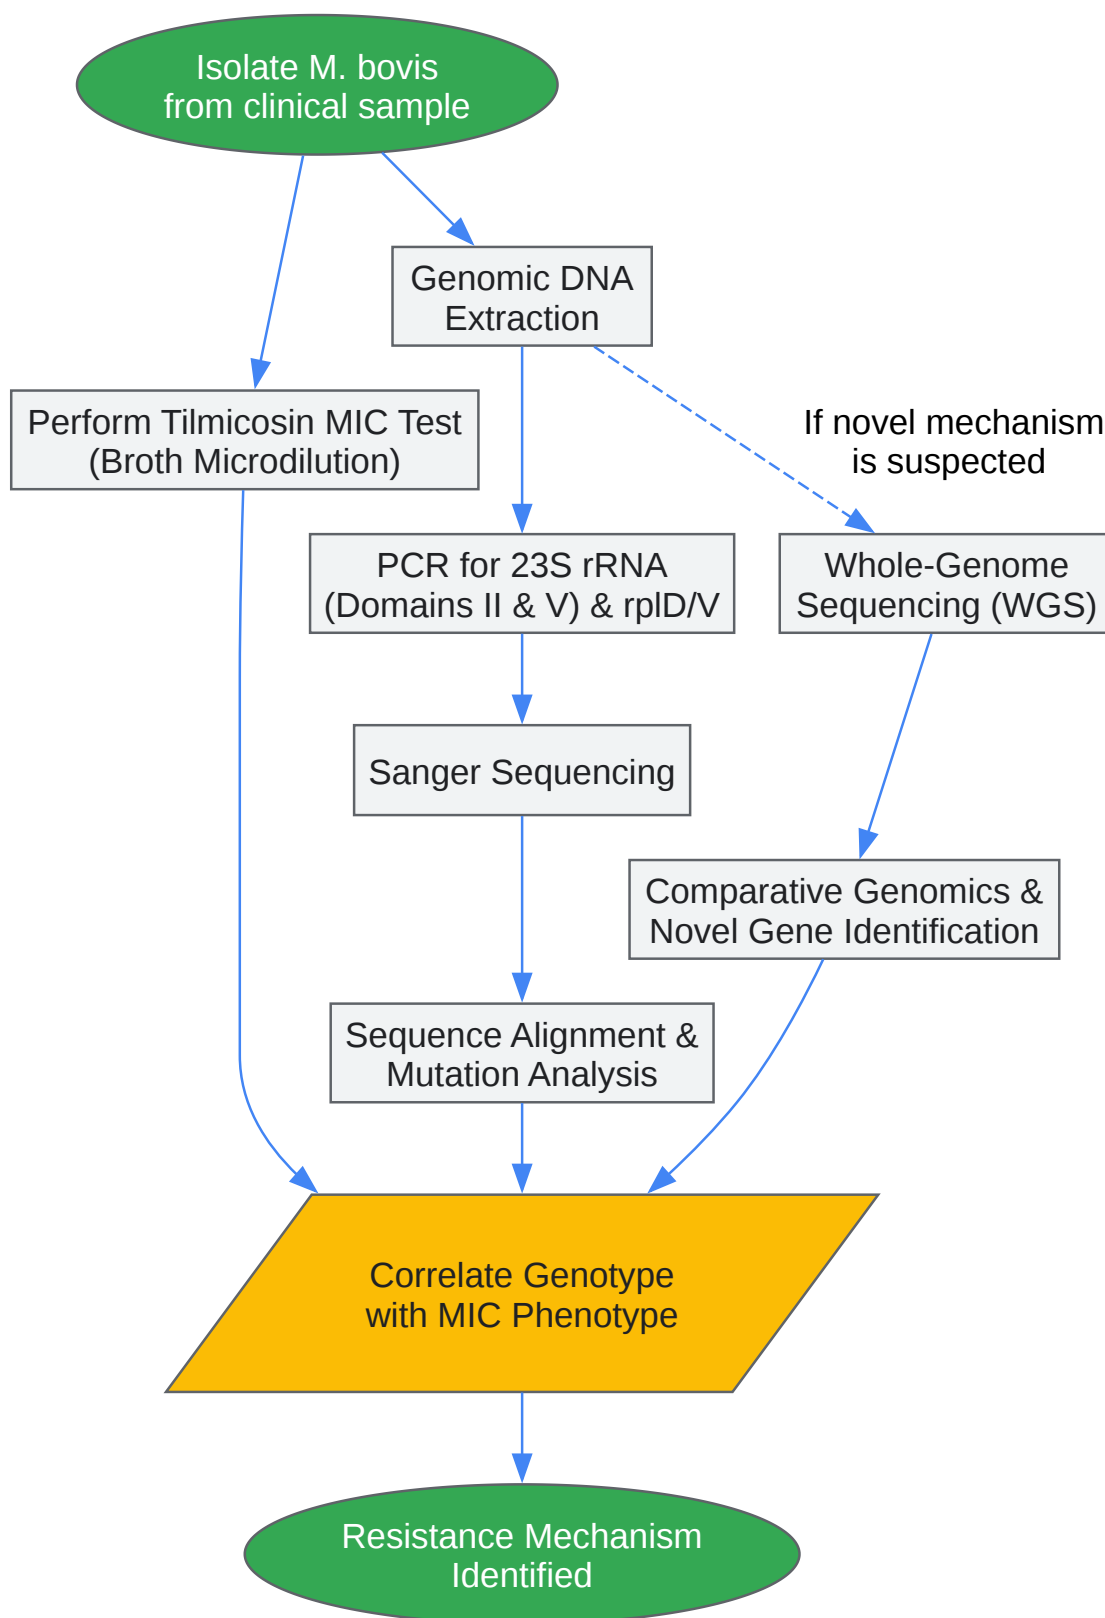 Isolate M. bovis
from clinical sample
Genomic DNA
Extraction
Perform Tilmicosin MIC Test
(Broth Microdilution)
If novel mechanism
is suspected
PCR for 23S rRNA
(Domains II & V) & rplD/V
Whole-Genome
Sequencing (WGS)
Sanger Sequencing
Comparative Genomics &
Novel Gene Identification
Sequence Alignment &
Mutation Analysis
Correlate Genotype
with MIC Phenotype
Resistance Mechanism
Identified